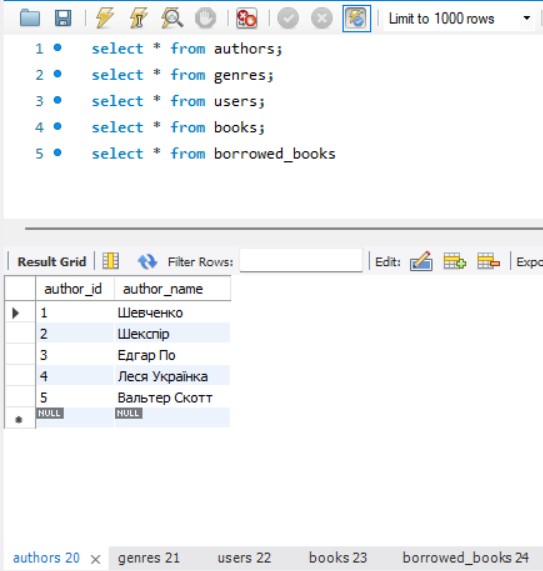 Limit to 1000 rows
1 select * from authors;
2 select * from genres;
3 select * from users;
4 select * from books;
5 select * from borrowed_books
Result Grid Filter Rows: Edit: Expo
author_id author_name
1 Шевченко
2 Шекспір
3 Едгар По
4 Леся Українка
5 Вальтер Скотт
NULL NULL
authors 20 genres 21 users 22 books 23 borrowed_books 24